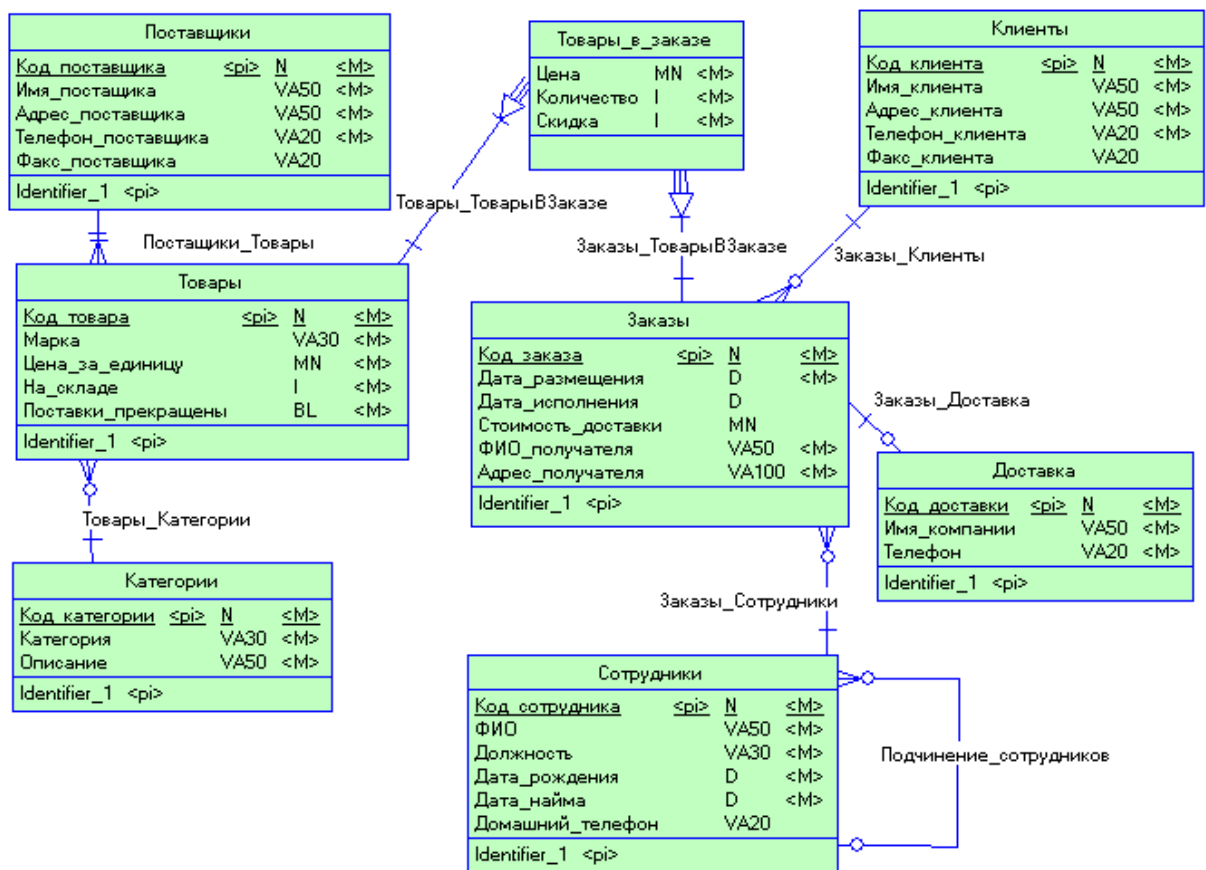 Поставщики
Код_поставщика <pi> N <M>
Имя_постащика VA50 <M>
Адрес_поставщика VA50 <M>
Телефон_поставщика VA20 <M>
Факс_поставщика VA20
Identifier_1 <pi>
Товары_в_заказе
Цена MN <M>
Количество I <M>
Скидка I <M>
Клиенты
Код_клиента <pi> N <M>
Имя_клиента VA50 <M>
Адрес_клиента VA50 <M>
Телефон_клиента VA20 <M>
Факс_клиента VA20
Identifier_1 <pi>
Товары_ТоварыВЗаказе
Постащики_Товары
Заказы_ТоварыВЗаказе
Заказы_Клиенты
Товары
Код_товара <pi> N <M>
Марка VA30 <M>
Цена_за_единицу MN <M>
На_складе I <M>
Поставки_прекращены BL <M>
Identifier_1 <pi>
Заказы
Код_заказа <pi> N <M>
Дата_размещения D <M>
Дата_исполнения D
Стоимость_доставки MN
ФИО_получателя VA50 <M>
Адрес_получателя VA100 <M>
Identifier_1 <pi>
Заказы_Доставка
Доставка
Код_доставки <pi> N <M>
Имя_компании VA50 <M>
Телефон VA20 <M>
Identifier_1 <pi>
Товары_Категории
Категории
Код_категории <pi> N <M>
Категория VA30 <M>
Описание VA50 <M>
Identifier_1 <pi>
Заказы_Сотрудники
Сотрудники
Код_сотрудника <pi> N <M>
ФИО VA50 <M>
Должность VA30 <M>
Дата_рождения D <M>
Дата_найма D <M>
Домашний_телефон VA20
Identifier_1 <pi>
Подчинение_сотрудников